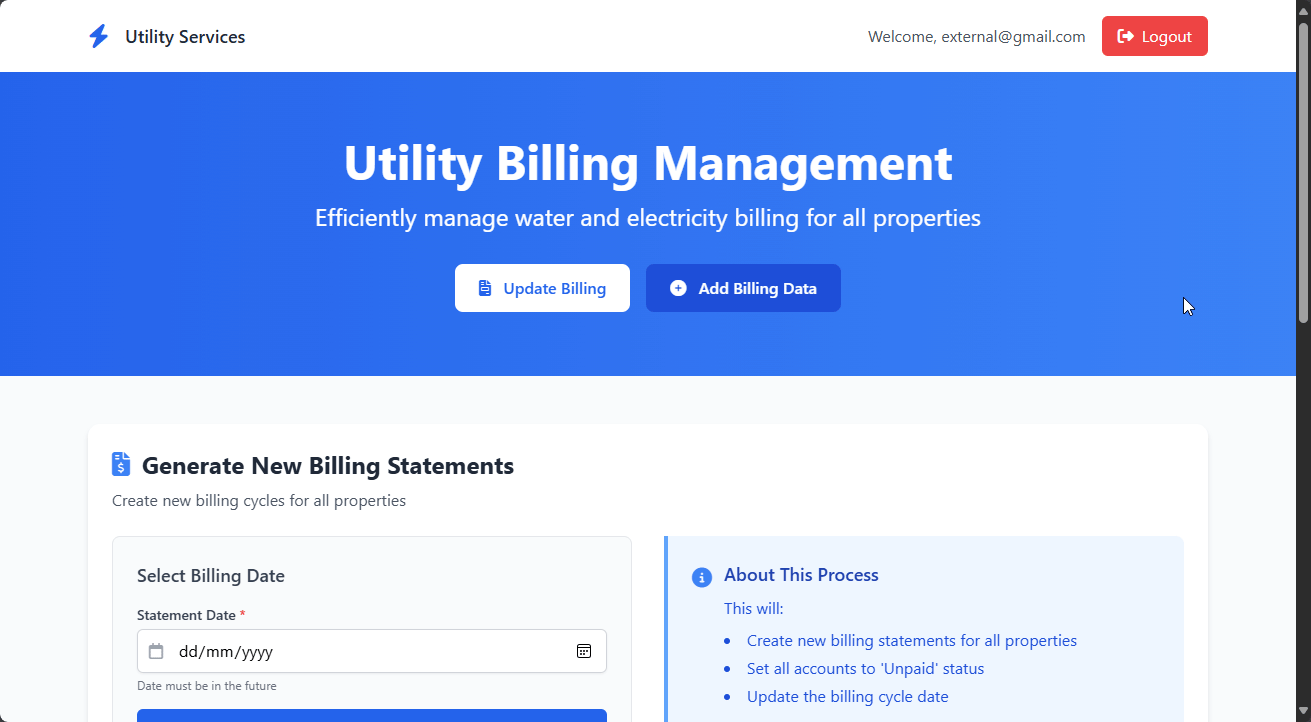 Utility Services
Welcome, external@gmail.com
Logout
Utility Billing Management
Efficiently manage water and electricity billing for all properties
Update Billing
Add Billing Data
Generate New Billing Statements
Create new billing cycles for all properties
Select Billing Date
Statement Date *
dd/mm/yyyy
Date must be in the future
About This Process
This will:
Create new billing statements for all properties
Set all accounts to 'Unpaid' status
Update the billing cycle date